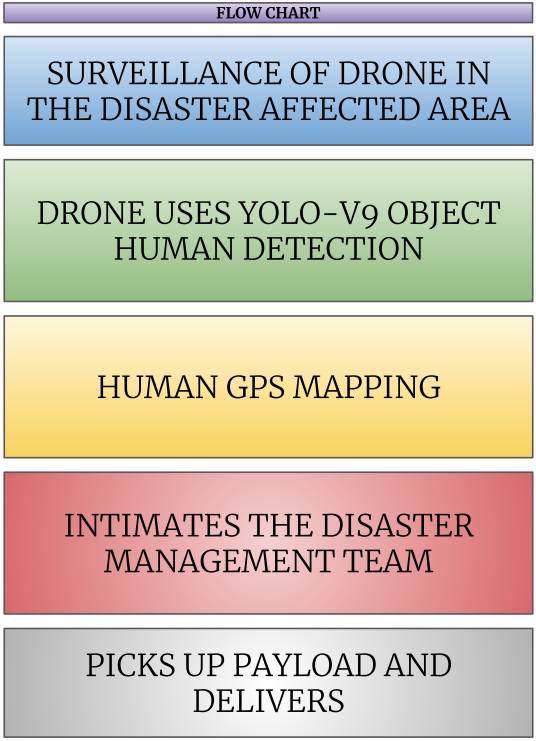 FLOW CHART
SURVEILLANCE OF DRONE IN
THE DISASTER AFFECTED AREA
DRONE USES YOLO-V9 OBJECT
HUMAN DETECTION
HUMAN GPS MAPPING
INTIMATES THE DISASTER
MANAGEMENT TEAM
PICKS UP PAYLOAD AND
DELIVERS